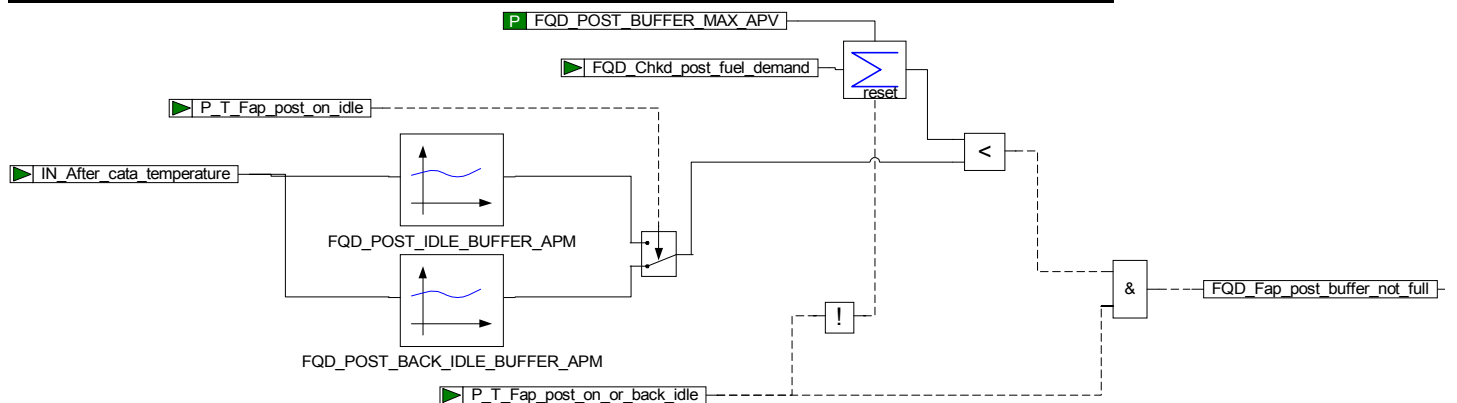 P FQD_POST_BUFFER_MAX_APV
FQD_Chkd_post_fuel_demand
reset
P_T_Fap_post_on_idle
<
IN_After_cata_temperature
FQD_POST_IDLE_BUFFER_APM
&
FQD_Fap_post_buffer_not_full
!
FQD_POST_BACK_IDLE_BUFFER_APM
P_T_Fap_post_on_or_back_idle